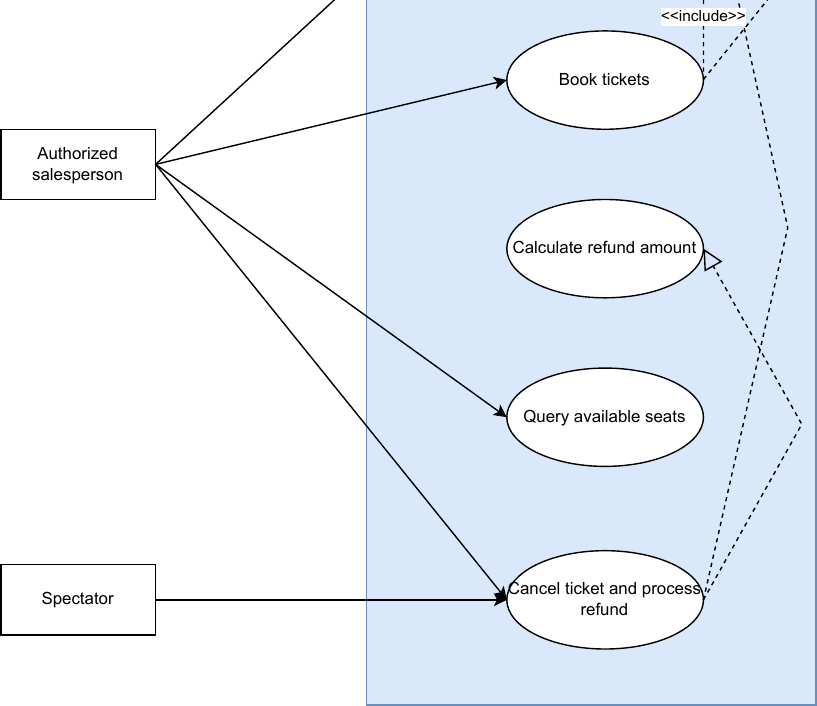 <<include>>
Book tickets
Authorized
salesperson
Calculate refund amount
Query available seats
Spectator
Cancel ticket and process
refund